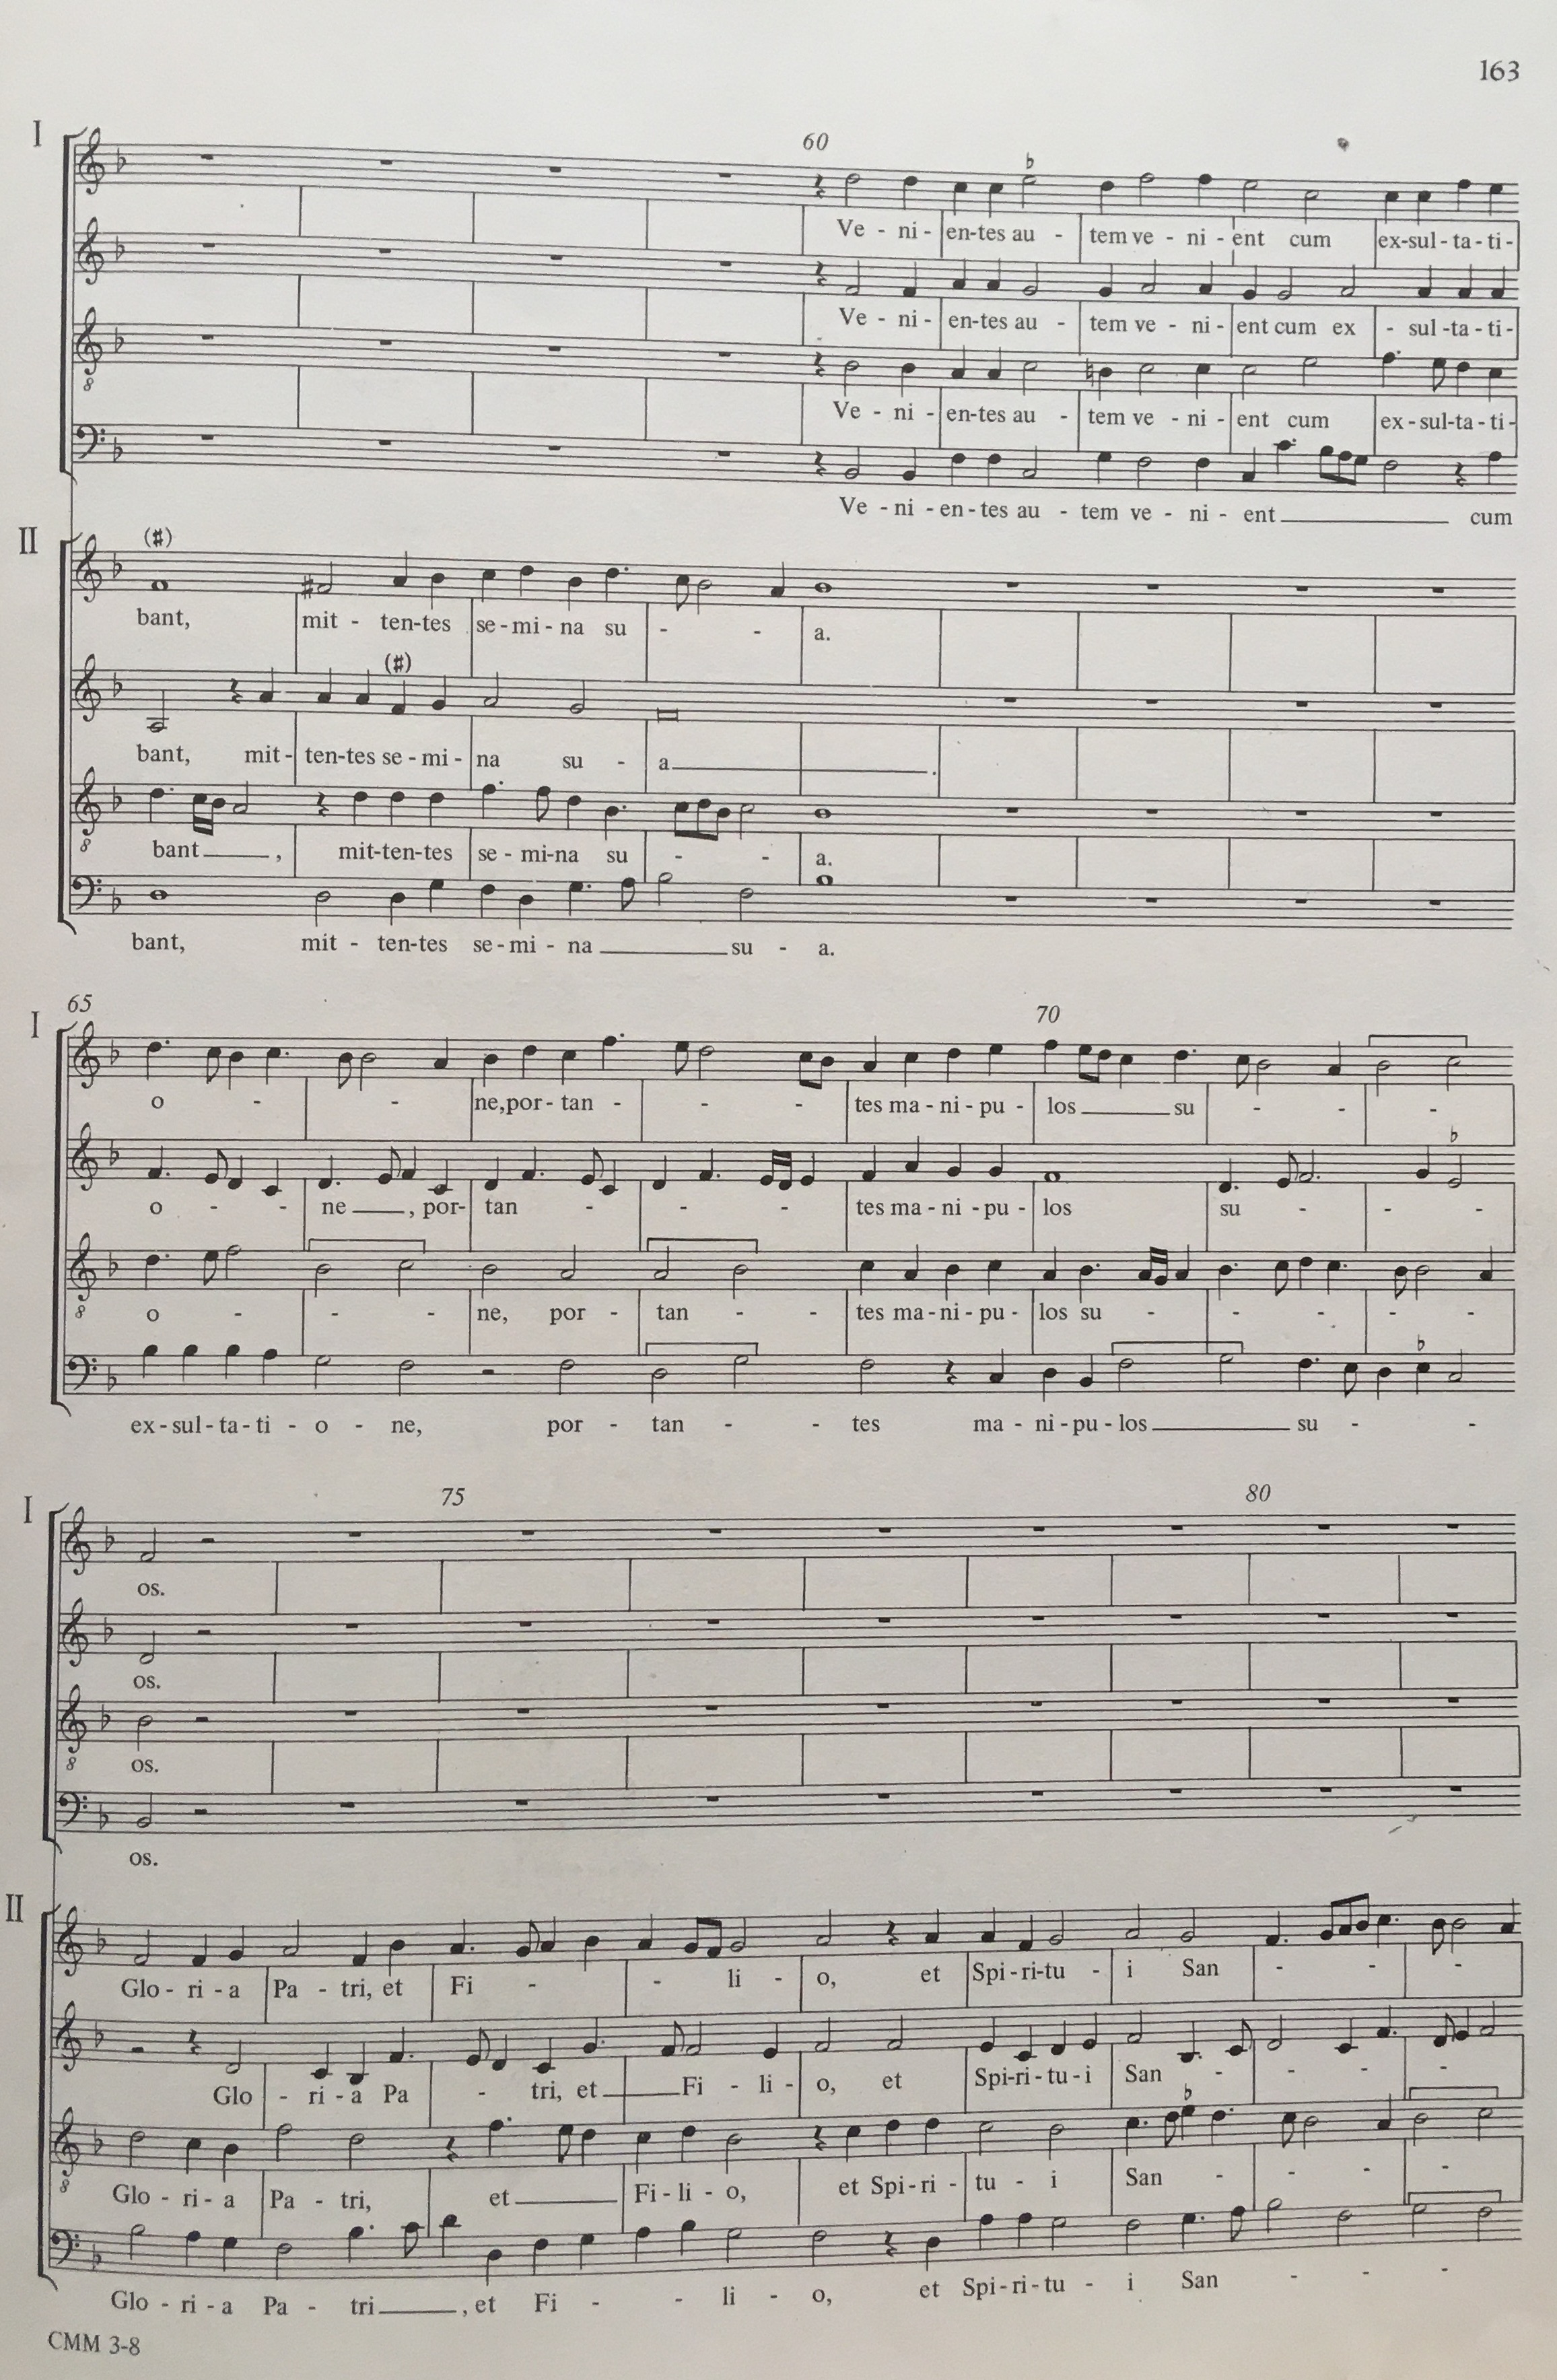 163
I
60
Ve - ni - en-tes au - tem ve - ni - ent cum ex-sul - ta - ti -
Ve - ni - en-tes au - tem ve - ni - ent cum ex - sul - ta - ti -
8
Ve - ni - en-tes au - tem ve - ni - ent cum ex - sul - ta - ti -
Ve - ni - en - tes au - tem ve - ni - ent cum
II
bant, mit - ten-tes se - mi - na su - - a.
bant, mit - ten-tes se - mi - na su - a .
8
bant , mit-ten-tes se - mi-na su - - a.
bant, mit - ten-tes se - mi - na su - a.
65
I
70
o - - ne, por - tan - - - tes ma - ni - pu - los su - - -
o - - ne , por- tan - - - tes ma - ni - pu - los su - - - -
8
o - - - ne, por - tan - - tes ma - ni - pu - los su - - - - -
ex - sul - ta - ti - o - ne, por - tan - - tes ma - ni - pu - los su - -
I
75
80
os.
os.
8
os.
os.
II
Glo - ri - a Pa - tri, et Fi - - li - o, et Spi - ri-tu - i San - - -
Glo - ri - a Pa - tri, et Fi - li - o, et Spi-ri - tu - i San - - -
8
Glo - ri - a Pa - tri, et Fi - li - o, et Spi - ri - tu - i San - - - -
Glo - ri - a Pa - tri , et Fi - - li - o, et Spi - ri - tu - i San - - -
CMM 3-8